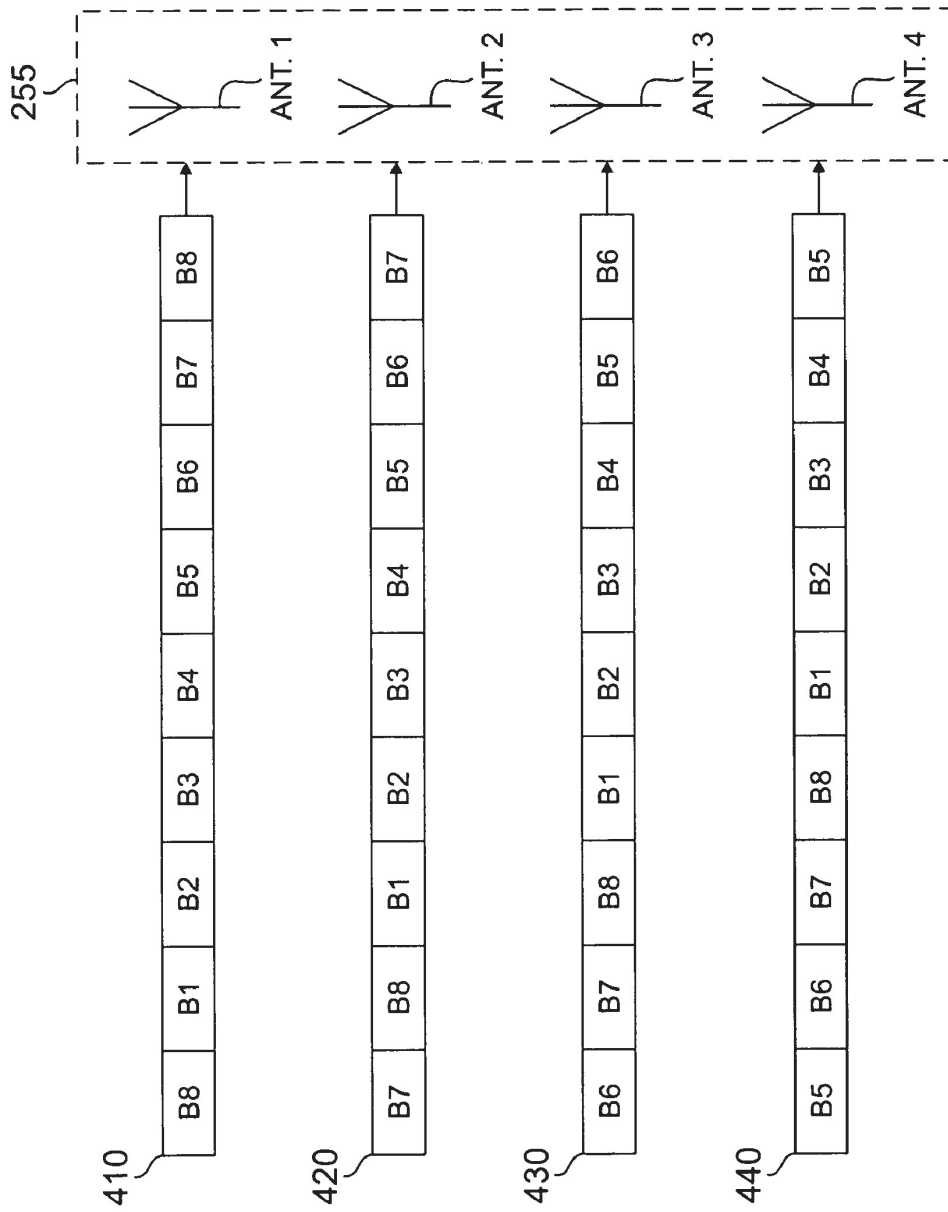 255
410
B8 B1 B2 B3 B4 B5 B6 B7 B8
ANT. 1
420
B7 B8 B1 B2 B3 B4 B5 B6 B7
ANT. 2
430
B6 B7 B8 B1 B2 B3 B4 B5 B6
ANT. 3
440
B5 B6 B7 B8 B1 B2 B3 B4 B5
ANT. 4